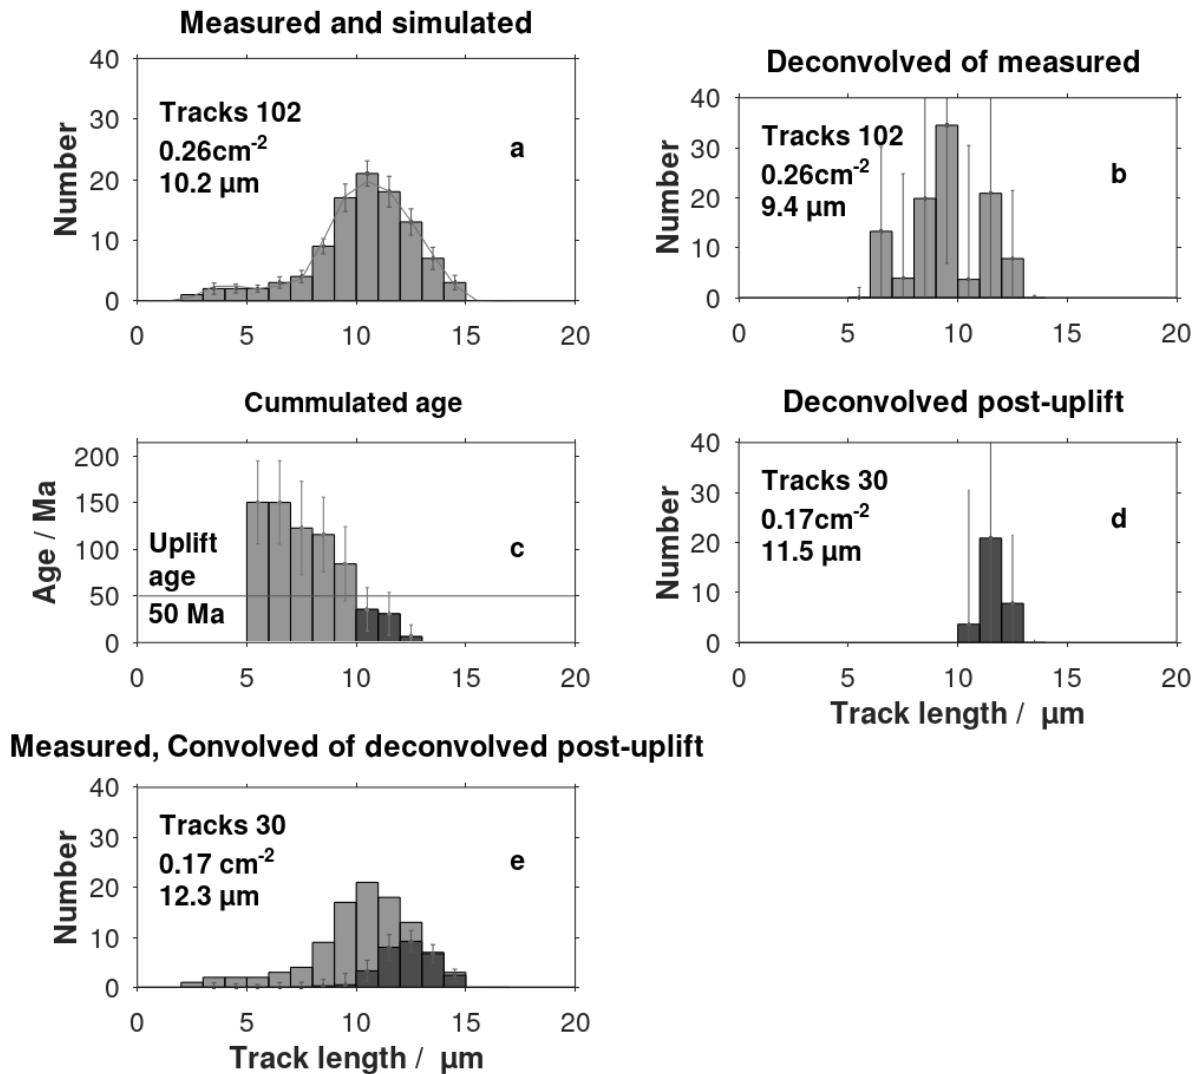 Measured and simulated
40
30
20
10
0
Number
Tracks 102
0.26cm-2
10.2 µm
a
0 5 10 15 20
Deconvolved of measured
40
30
20
10
0
Number
Tracks 102
0.26cm-2
9.4 µm
b
0 5 10 15 20
Cummulated age
200
150
100
50
0
Age / Ma
Uplift
age
50 Ma
c
0 5 10 15 20
Deconvolved post-uplift
40
30
20
10
0
Number
Tracks 30
0.17cm-2
11.5 µm
d
0 5 10 15 20
Track length / µm
Measured, Convolved of deconvolved post-uplift
40
30
20
10
0
Number
Tracks 30
0.17 cm-2
12.3 µm
e
0 5 10 15 20
Track length / µm